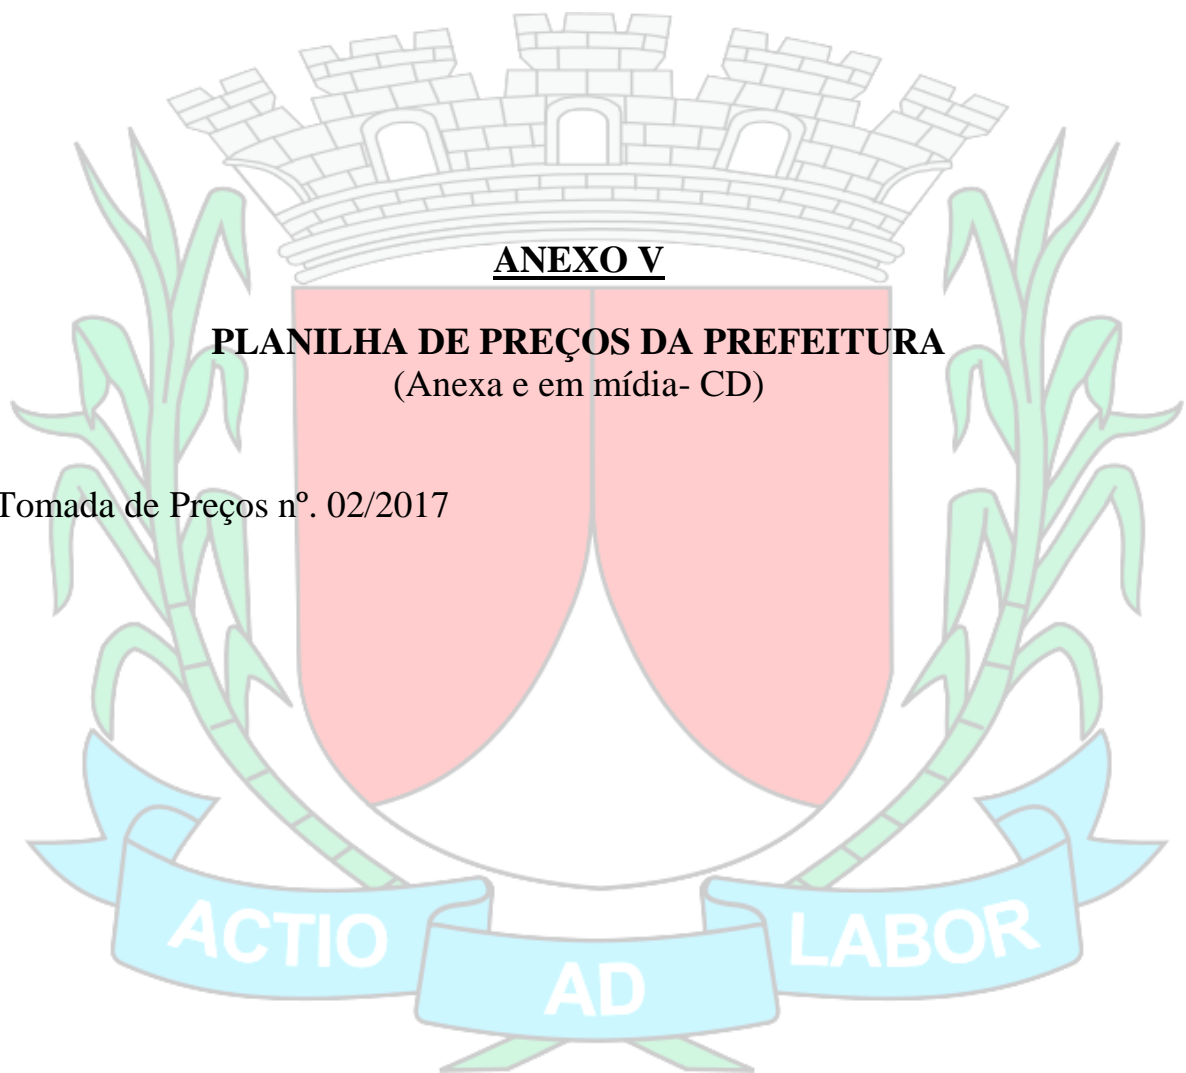 ANEXO V
PLANILHA DE PREÇOS DA PREFEITURA
(Anexa e em mídia- CD)
Tomada de Preços nº. 02/2017
ACTIO
AD
LABOR